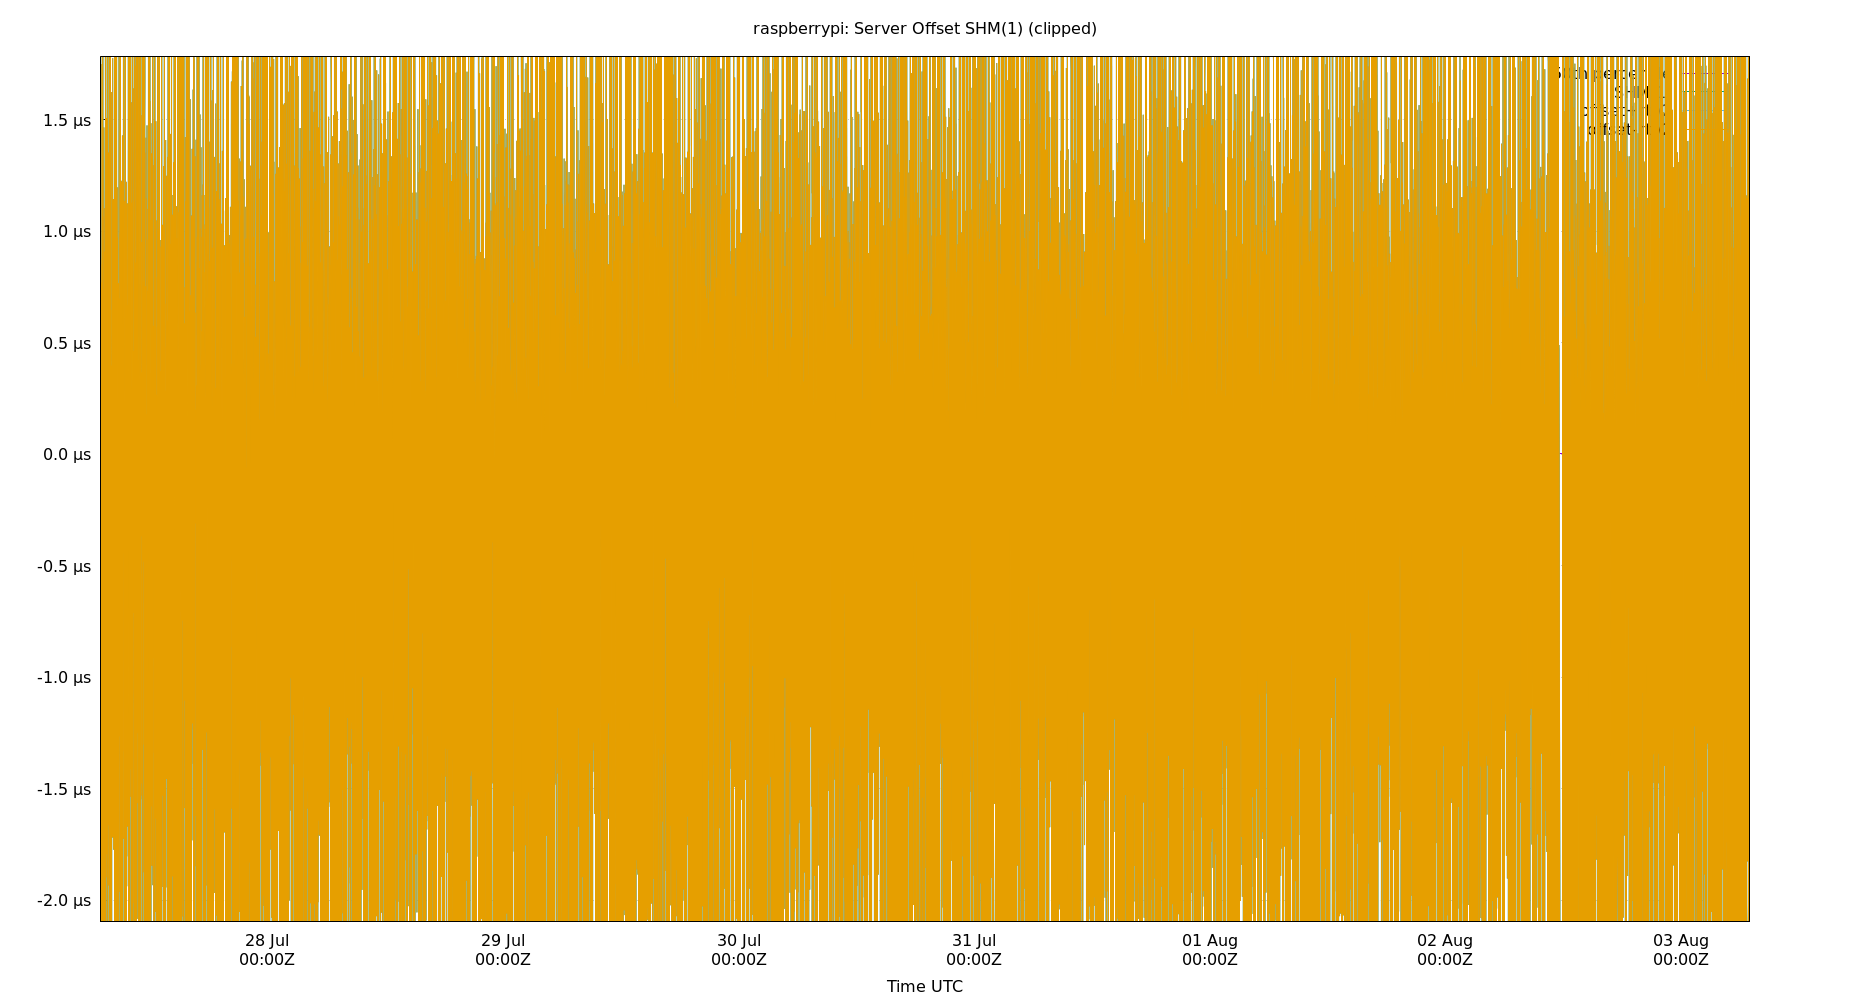 raspberrypi: Server Offset SHM(1) (clipped)
1.5 µs
1.0 µs
0.5 µs
0.0 µs
-0.5 µs
-1.0 µs
-1.5 µs
-2.0 µs
28 Jul 29 Jul 30 Jul 31 Jul 01 Aug 02 Aug 03 Aug
00:00Z 00:00Z 00:00Z 00:00Z 00:00Z 00:00Z 00:00Z
Time UTC